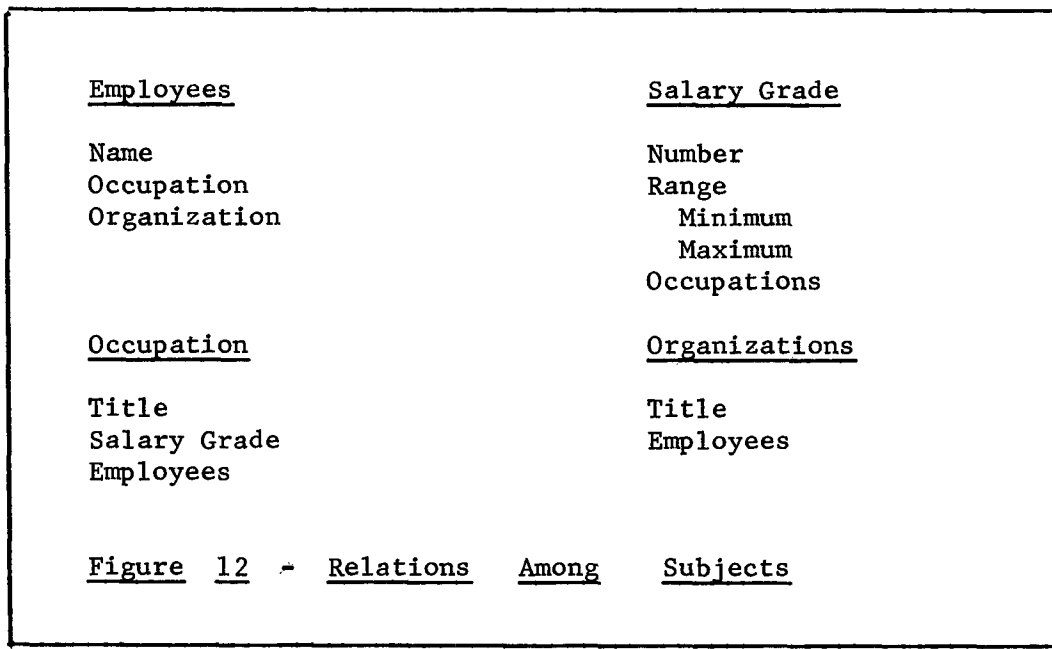 Employees
Name
Occupation
Organization
Salary Grade
Number
Range
Minimum
Maximum
Occupations
Occupation
Title
Salary Grade
Employees
Organizations
Title
Employees
Figure 12 - Relations Among Subjects